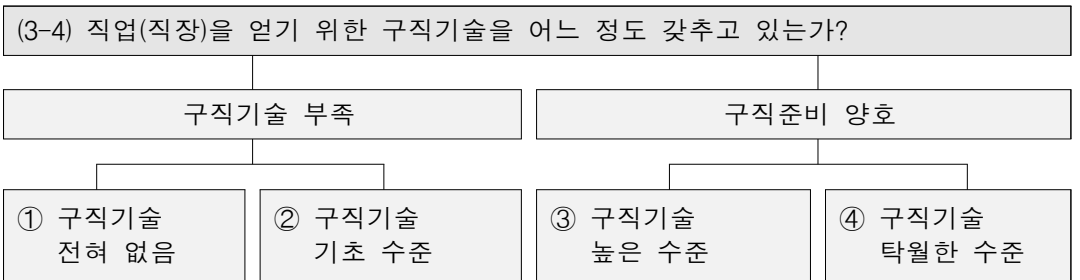 (3-4) 직업(직장)을 얻기 위한 구직기술을 어느 정도 갖추고 있는가?
구직기술 부족
구직준비 양호
① 구직기술
전혀 없음
② 구직기술
기초 수준
③ 구직기술
높은 수준
④ 구직기술
탁월한 수준